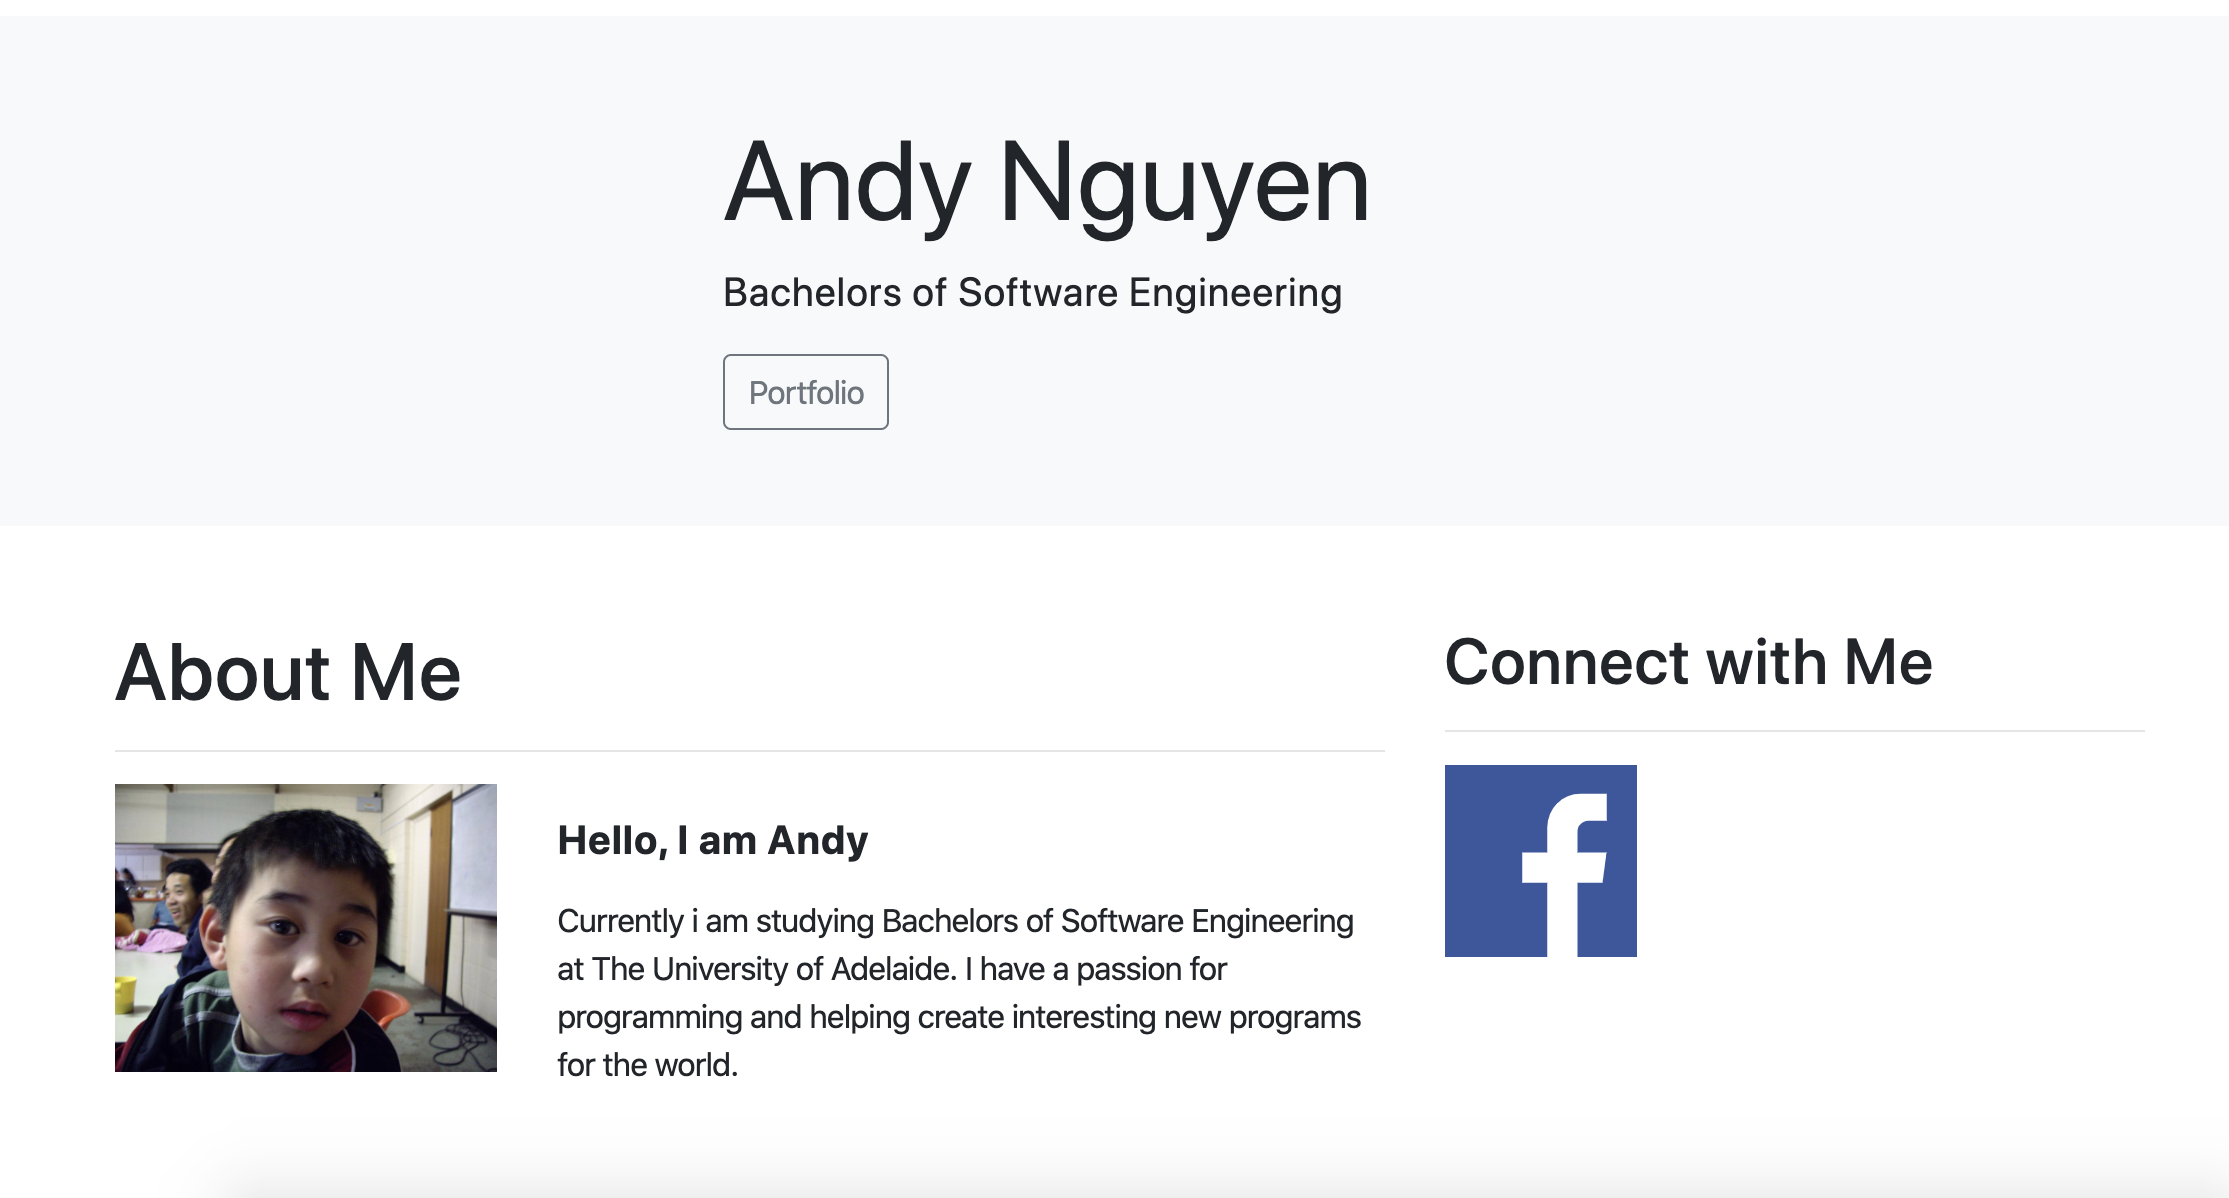 Andy Nguyen
Bachelors of Software Engineering
Portfolio
About Me
Hello, I am Andy
Currently i am studying Bachelors of Software Engineering
at The University of Adelaide. I have a passion for
programming and helping create interesting new programs
for the world.
Connect with Me